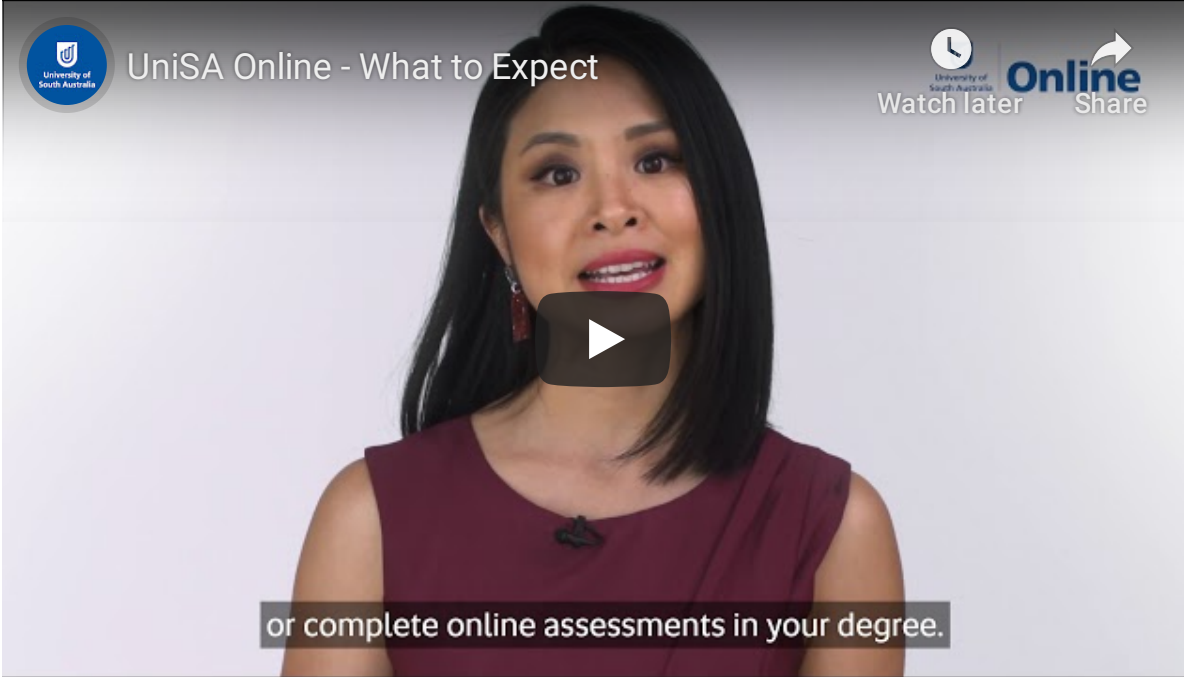 University of
South Australia
UniSA Online - What to Expect
University of
South Australia
Online
Watch later
Share
or complete online assessments in your degree.